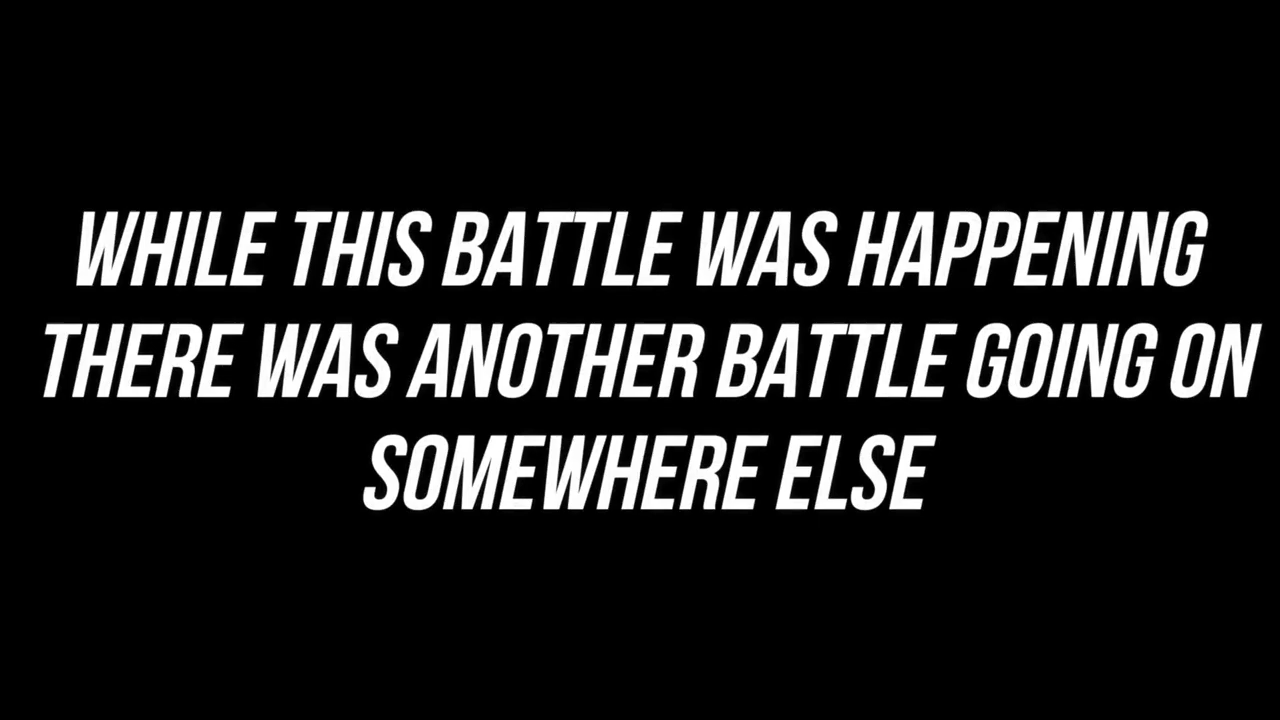 WHILE THIS BATTLE WAS HAPPENING
THERE WAS ANOTHER BATTLE GOING ON
SOMEWHERE ELSE